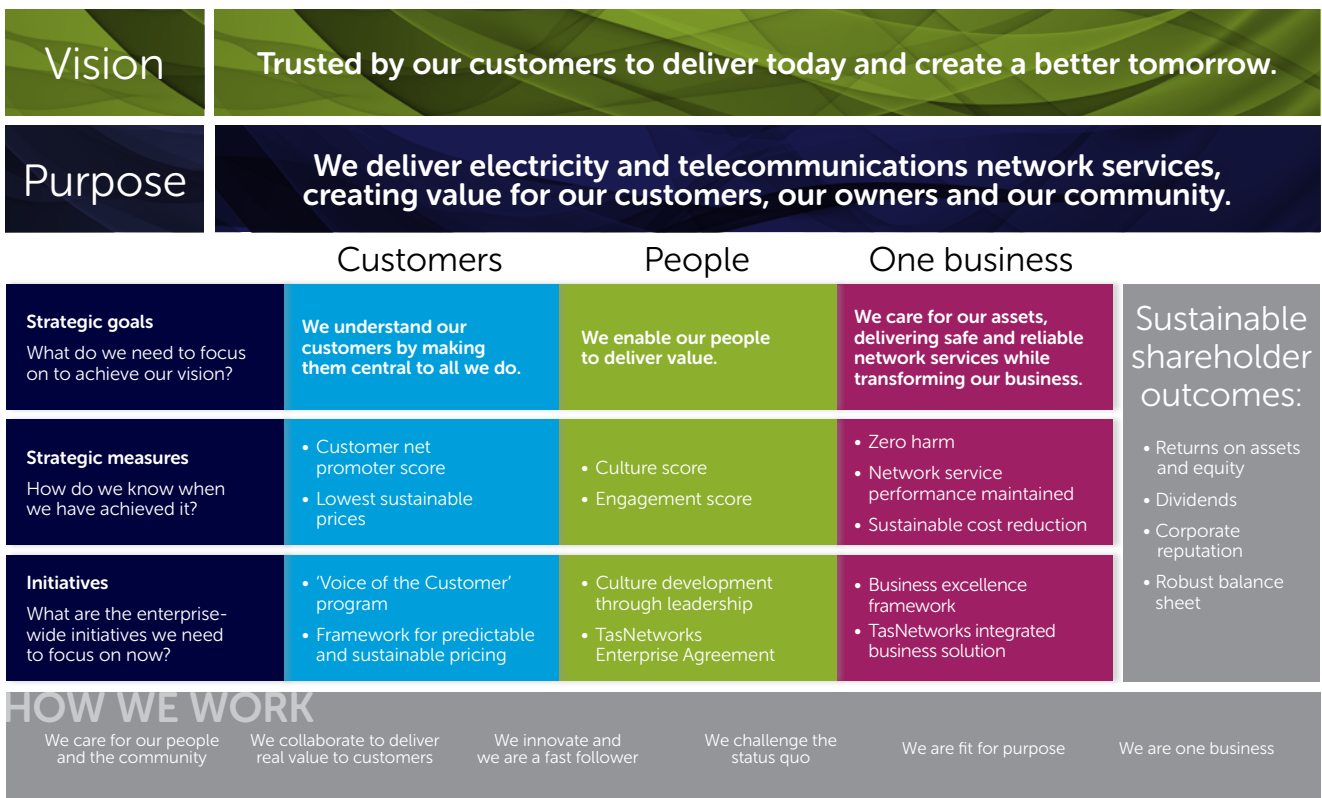 Vision
Trusted by our customers to deliver today and create a better tomorrow.
Purpose
We deliver electricity and telecommunications network services,
creating value for our customers, our owners and our community.
Customers
People
One business
Strategic goals
What do we need to focus
on to achieve our vision?
We understand our
customers by making
them central to all we do.
We enable our people
to deliver value.
We care for our assets,
delivering safe and reliable
network services while
transforming our business.
Strategic measures
How do we know when
we have achieved it?
• Customer net
promoter score
• Lowest sustainable
prices
• Culture score
• Engagement score
• Zero harm
• Network service
performance maintained
• Sustainable cost reduction
Initiatives
What are the enterprise-
wide initiatives we need
to focus on now?
• 'Voice of the Customer'
program
• Framework for predictable
and sustainable pricing
• Culture development
through leadership
• TasNetworks
Enterprise Agreement
• Business excellence
framework
• TasNetworks integrated
business solution
Sustainable
shareholder
outcomes:
• Returns on assets
and equity
• Dividends
• Corporate
reputation
• Robust balance
sheet
HOW WE WORK
We care for our people
and the community
We collaborate to deliver
real value to customers
We innovate and
we are a fast follower
We challenge the
status quo
We are fit for purpose
We are one business